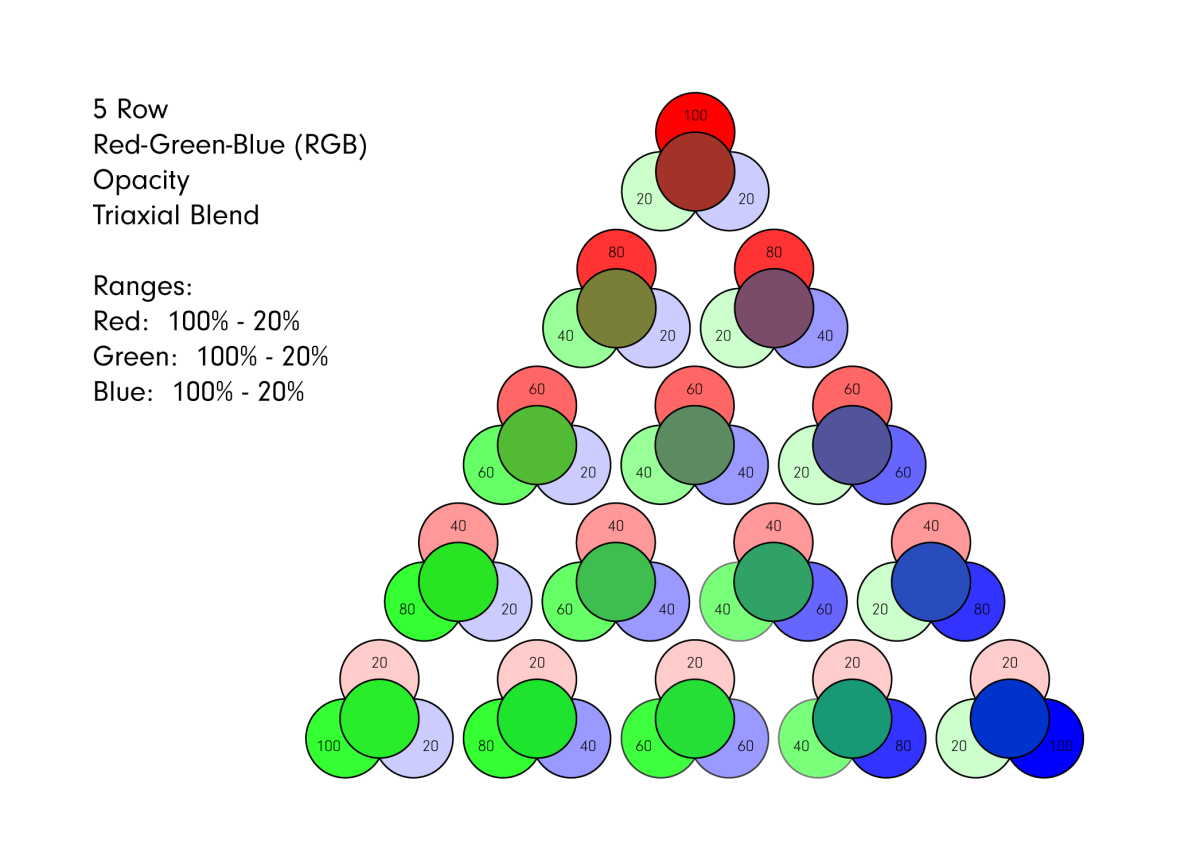 5 Row
Red-Green-Blue (RGB)
Opacity
Triaxial Blend
Ranges:
Red: 100% - 20%
Green: 100% - 20%
Blue: 100% - 20%
100
20 20
80 80
40 20 20 40
60 60 60
60 20 40 40 20 60
40 40 40 40
80 20 60 40 40 60 20 80
20 20 20 20 20
100 20 80 40 60 60 40 80 20 100